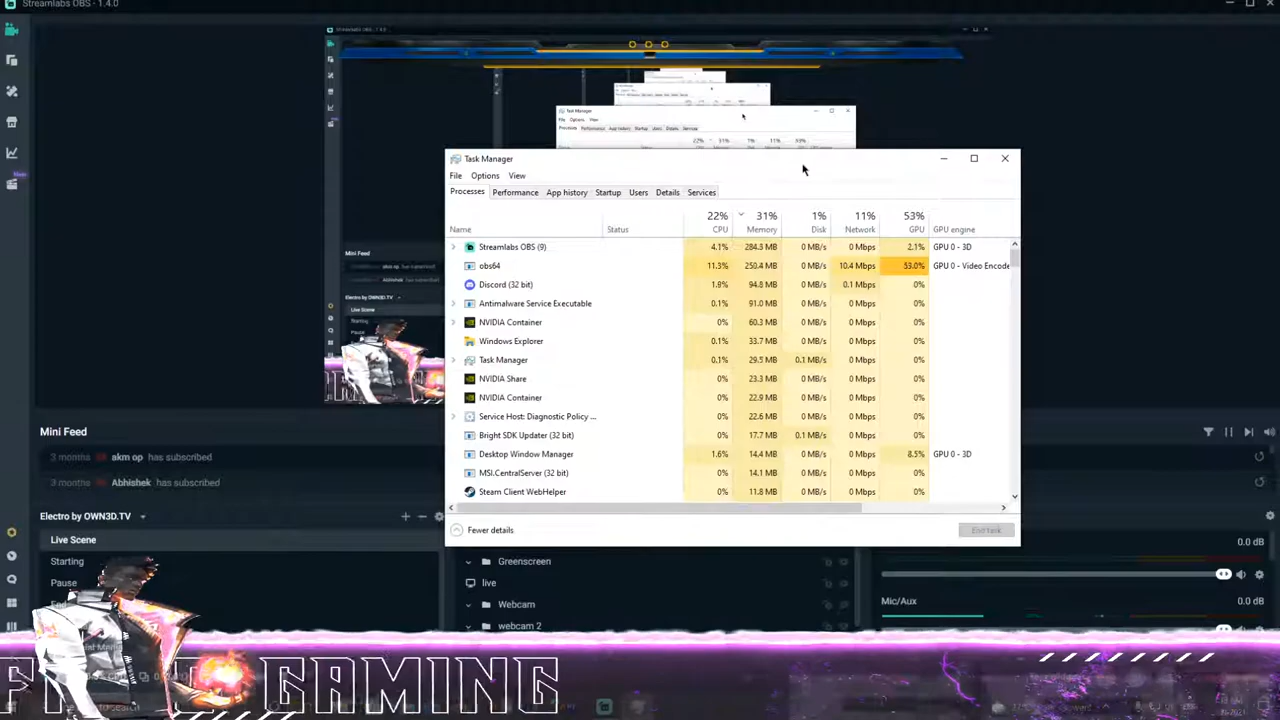 Streamlabs OBS - 1.4.0
Task Manager
File Options View
Processes Performance App history Startup Users Details Services
22% 31% 1% 11% 53%
Name Status CPU Memory Disk Network GPU GPU engine
Streamlabs OBS (9) 4.1% 284.3 MB 0 MB/s 0 Mbps 2.1% GPU 0 - 3D
obs64 11.3% 250.4 MB 0 MB/s 10.4 Mbps 53.0% GPU 0 - Video Encode
Discord (32 bit) 1.8% 94.8 MB 0 MB/s 0.1 Mbps 0%
Antimalware Service Executable 0.1% 91.0 MB 0 MB/s 0 Mbps 0%
NVIDIA Container 0% 60.3 MB 0 MB/s 0 Mbps 0%
Windows Explorer 0.1% 33.7 MB 0 MB/s 0 Mbps 0%
Task Manager 0.1% 29.5 MB 0.1 MB/s 0 Mbps 0%
NVIDIA Share 0% 23.3 MB 0 MB/s 0 Mbps 0%
NVIDIA Container 0% 22.9 MB 0 MB/s 0 Mbps 0%
Service Host: Diagnostic Policy ... 0% 22.6 MB 0 MB/s 0 Mbps 0%
Bright SDK Updater (32 bit) 0% 17.7 MB 0.1 MB/s 0 Mbps 0%
Desktop Window Manager 1.6% 14.4 MB 0 MB/s 0 Mbps 8.5% GPU 0 - 3D
MSI.CentralServer (32 bit) 0% 14.1 MB 0 MB/s 0 Mbps 0%
Steam Client WebHelper 0% 11.8 MB 0 MB/s 0 Mbps 0%
Fewer details End task
Mini Feed
3 months akm op has subscribed
3 months Abhishek has subscribed
Electro by OWN3D.TV
Live Scene
Starting
Pause
Greenscreen
live
Webcam
webcam 2
0.0 dB
Mic/Aux 0.0 dB
GAMING